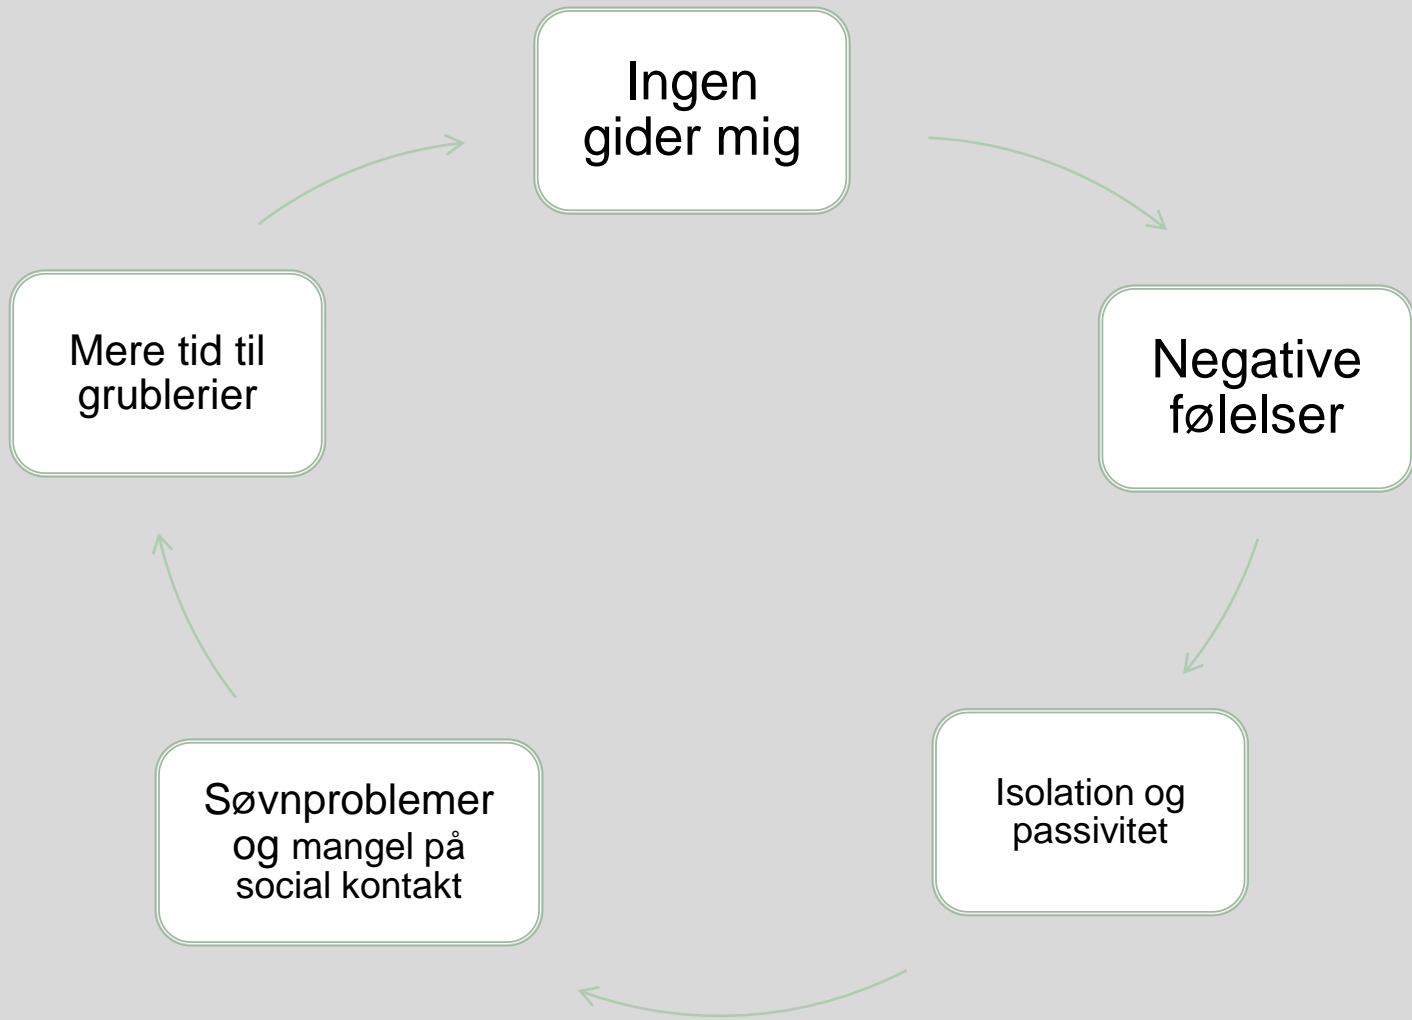 Ingen
gider mig
Negative
følelser
Isolation og
passivitet
Søvnproblemer
og mangel på
social kontakt
Mere tid til
grublerier